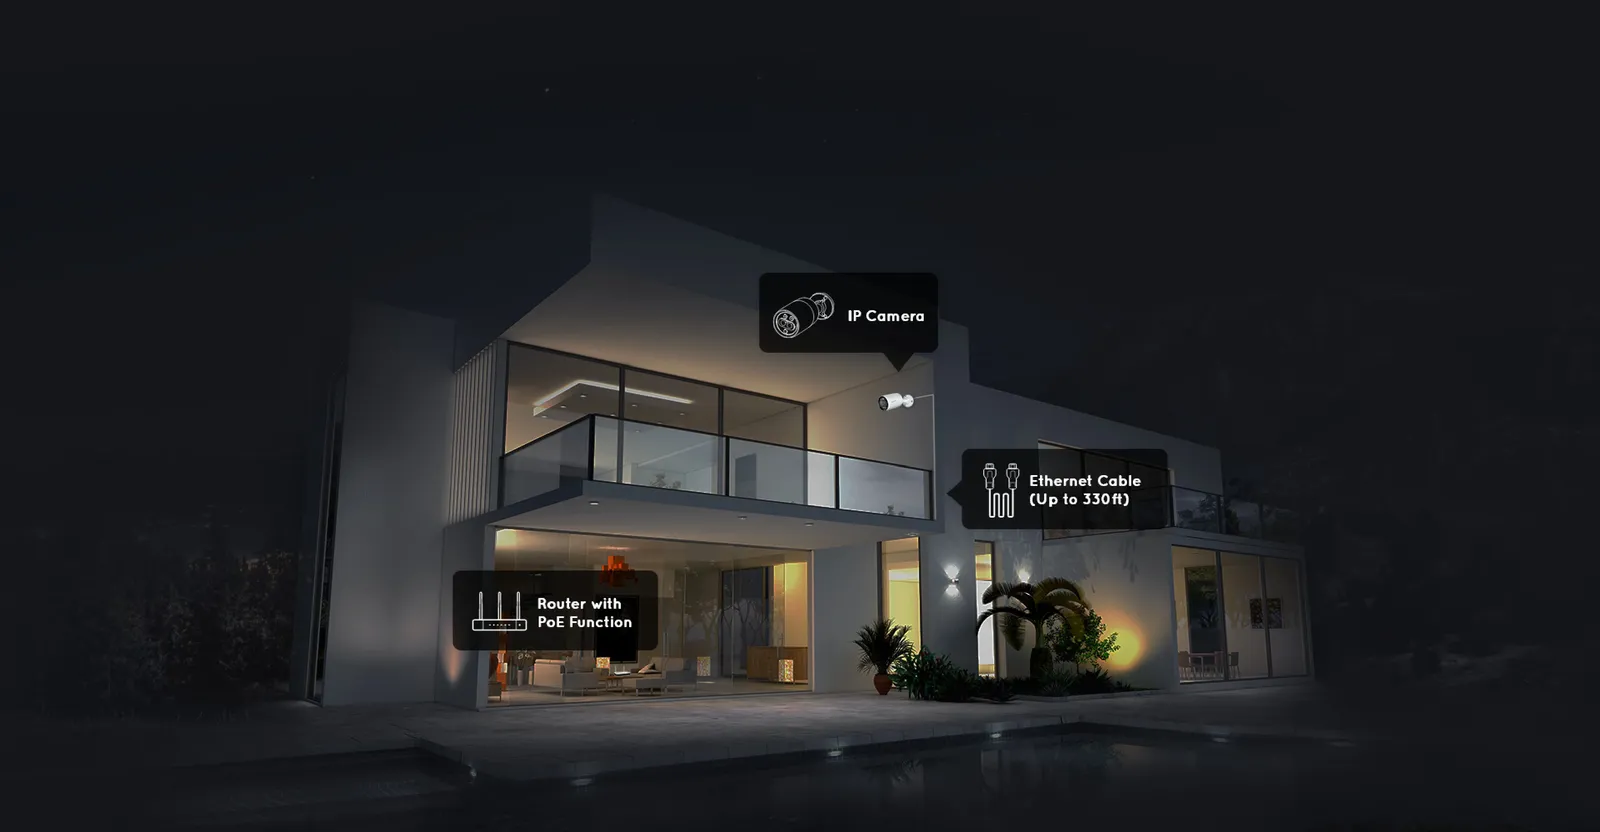 IP Camera
Ethernet Cable
(Up to 330ft)
Router with
PoE Function